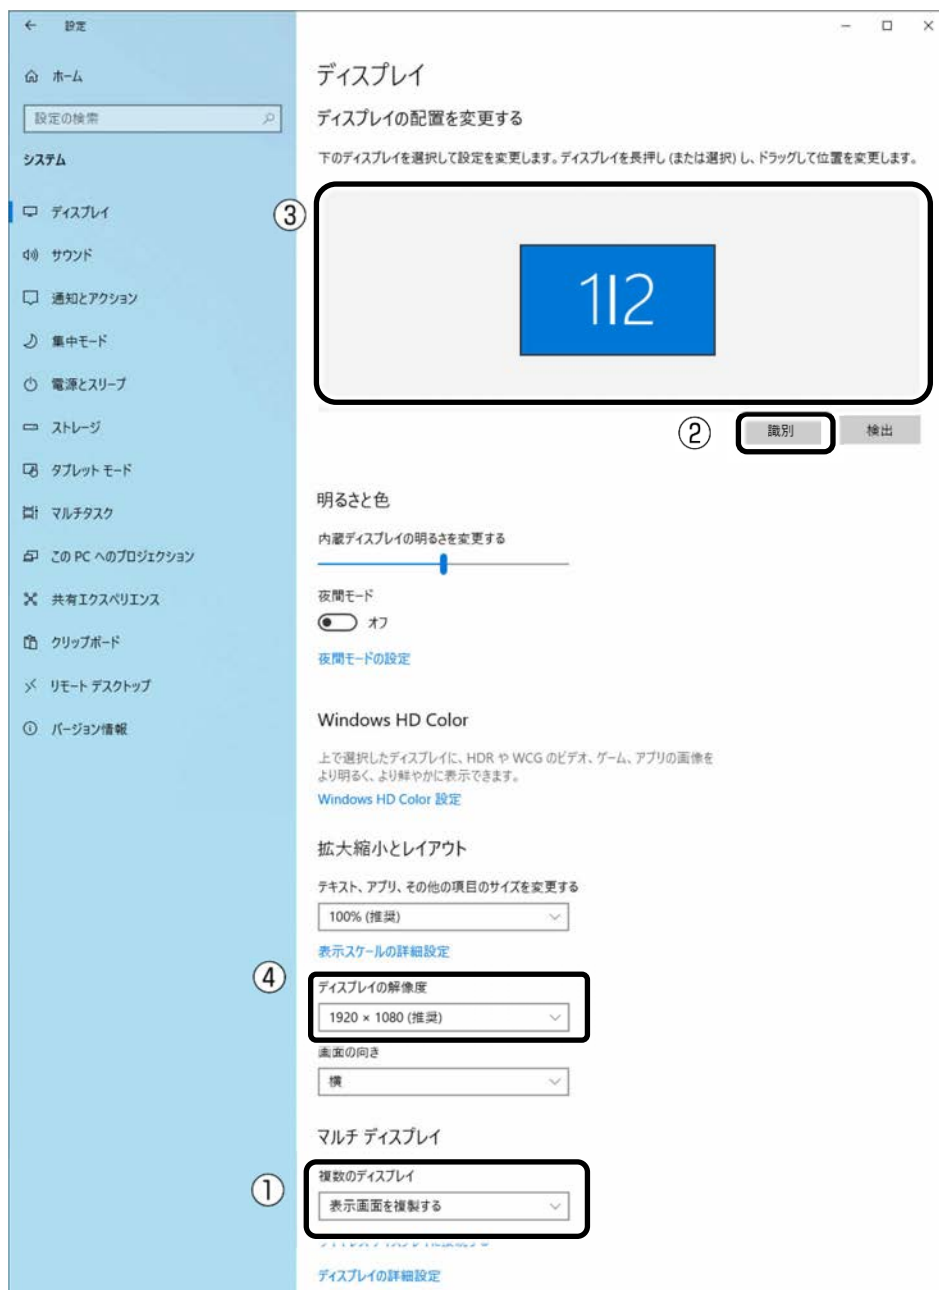 設定
ホーム
設定の検索
システム
ディスプレイ
サウンド
通知とアクション
集中モード
電源とスリープ
ストレージ
タブレット モード
マルチタスク
この PC へのプロジェクション
共有エクスペリエンス
クリップボード
リモート デスクトップ
バージョン情報
ディスプレイ
ディスプレイの配置を変更する
下のディスプレイを選択して設定を変更します。ディスプレイを長押し (または選択) し、ドラッグして位置を変更します。
③
1|2
②
識別
検出
明るさと色
内蔵ディスプレイの明るさを変更する
夜間モード
オフ
夜間モードの設定
Windows HD Color
上で選択したディスプレイに、HDR や WCG のビデオ、ゲーム、アプリの画像を
より明るく、より鮮やかに表示できます。
Windows HD Color 設定
拡大縮小とレイアウト
テキスト、アプリ、その他の項目のサイズを変更する
100% (推奨)
表示スケールの詳細設定
④
ディスプレイの解像度
1920 × 1080 (推奨)
画面の向き
横
マルチ ディスプレイ
①
複数のディスプレイ
表示画面を複製する
ディスプレイの詳細設定